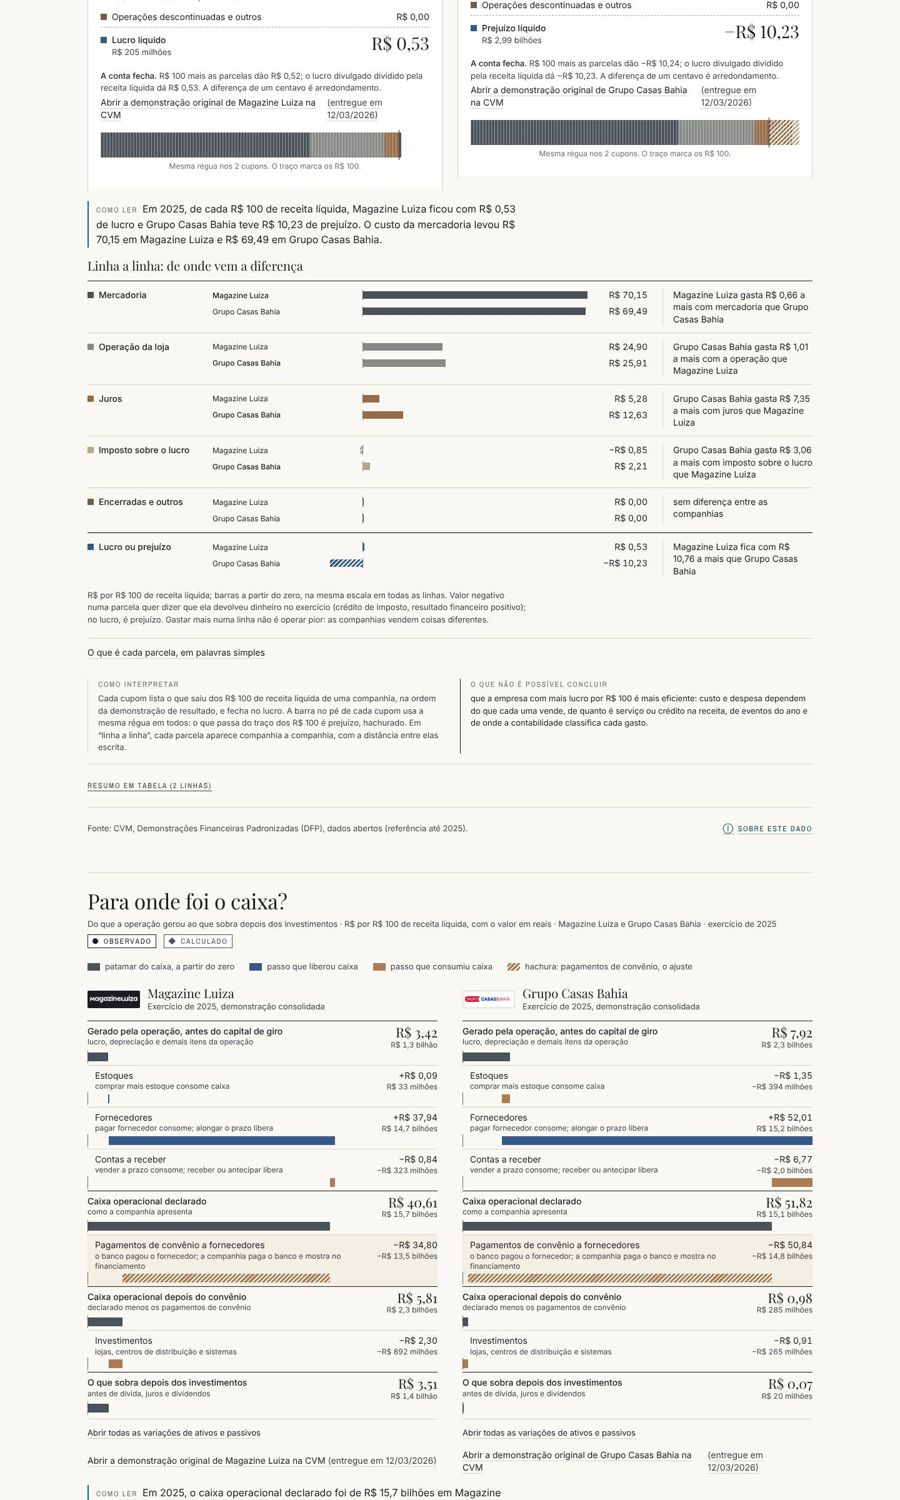 Operações descontinuadas e outros R$ 0,00
Lucro líquido R$ 0,53
R$ 205 milhões
A conta fecha. R$ 100 mais as parcelas dão R$ 0,52; o lucro divulgado dividido pela
receita líquida dá R$ 0,53. A diferença de um centavo é arredondamento.
Abrir a demonstração original de Magazine Luiza na CVM (entregue em 12/03/2026)
Mesma régua nos 2 cupons. O traço marca os R$ 100.
Operações descontinuadas e outros R$ 0,00
Prejuízo líquido −R$ 10,23
R$ 2,99 bilhões
A conta fecha. R$ 100 mais as parcelas dão −R$ 10,24; o lucro divulgado dividido
pela receita líquida dá −R$ 10,23. A diferença de um centavo é arredondamento.
Abrir a demonstração original de Grupo Casas Bahia na CVM (entregue em 12/03/2026)
Mesma régua nos 2 cupons. O traço marca os R$ 100.
COMO LER Em 2025, de cada R$ 100 de receita líquida, Magazine Luiza ficou com R$ 0,53
de lucro e Grupo Casas Bahia teve R$ 10,23 de prejuízo. O custo da mercadoria levou R$
70,15 em Magazine Luiza e R$ 69,49 em Grupo Casas Bahia.
Linha a linha: de onde vem a diferença
Mercadoria
Magazine Luiza R$ 70,15
Grupo Casas Bahia R$ 69,49
Magazine Luiza gasta R$ 0,66 a
mais com mercadoria que Grupo
Casas Bahia
Operação da loja
Magazine Luiza R$ 24,90
Grupo Casas Bahia R$ 25,91
Grupo Casas Bahia gasta R$ 1,01
a mais com a operação que
Magazine Luiza
Juros
Magazine Luiza R$ 5,28
Grupo Casas Bahia R$ 12,63
Grupo Casas Bahia gasta R$ 7,35
a mais com juros que Magazine
Luiza
Imposto sobre o lucro
Magazine Luiza −R$ 0,85
Grupo Casas Bahia R$ 2,21
Grupo Casas Bahia gasta R$ 3,06
a mais com imposto sobre o lucro
que Magazine Luiza
Encerradas e outros
Magazine Luiza R$ 0,00
Grupo Casas Bahia R$ 0,00
sem diferença entre as
companhias
Lucro ou prejuízo
Magazine Luiza R$ 0,53
Grupo Casas Bahia −R$ 10,23
Magazine Luiza fica com R$
10,76 a mais que Grupo Casas
Bahia
R$ por R$ 100 de receita líquida; barras a partir do zero, na mesma escala em todas as linhas. Valor negativo
numa parcela quer dizer que ela devolveu dinheiro no exercício (crédito de imposto, resultado financeiro positivo);
no lucro, é prejuízo. Gastar mais numa linha não é operar pior: as companhias vendem coisas diferentes.
O que é cada parcela, em palavras simples
COMO INTERPRETAR
Cada cupom lista o que saiu dos R$ 100 de receita líquida de uma companhia, na ordem
da demonstração de resultado, e fecha no lucro. A barra no pé de cada cupom usa a
mesma régua em todos: o que passa do traço dos R$ 100 é prejuízo, hachurado. Em
“linha a linha”, cada parcela aparece companhia a companhia, com a distância entre elas
escrita.
O QUE NÃO É POSSÍVEL CONCLUIR
que a empresa com mais lucro por R$ 100 é mais eficiente: custo e despesa dependem
do que cada uma vende, de quanto é serviço ou crédito na receita, de eventos do ano e
de onde a contabilidade classifica cada gasto.
RESUMO EM TABELA (2 LINHAS)
Fonte: CVM, Demonstrações Financeiras Padronizadas (DFP), dados abertos (referência até 2025).
SOBRE ESTE DADO
Para onde foi o caixa?
Do que a operação gerou ao que sobra depois dos investimentos · R$ por R$ 100 de receita líquida, com o valor em reais · Magazine Luiza e Grupo Casas Bahia · exercício de 2025
OBSERVADO CALCULADO
patamar do caixa, a partir do zero passo que liberou caixa passo que consumiu caixa hachura: pagamentos de convênio, o ajuste
MagazineLuiza Magazine Luiza
Exercício de 2025, demonstração consolidada
Gerado pela operação, antes do capital de giro R$ 3,42
lucro, depreciação e demais itens da operação R$ 1,3 bilhão
Estoques +R$ 0,09
comprar mais estoque consome caixa R$ 33 milhões
Fornecedores +R$ 37,94
pagar fornecedor consome; alongar o prazo libera R$ 14,7 bilhões
Contas a receber −R$ 0,84
vender a prazo consome; receber ou antecipar libera −R$ 323 milhões
Caixa operacional declarado R$ 40,61
como a companhia apresenta R$ 15,7 bilhões
Pagamentos de convênio a fornecedores −R$ 34,80
o banco pagou o fornecedor; a companhia paga o banco e mostra no −R$ 13,5 bilhões
financiamento
Caixa operacional depois do convênio R$ 5,81
declarado menos os pagamentos de convênio R$ 2,3 bilhões
Investimentos −R$ 2,30
lojas, centros de distribuição e sistemas −R$ 892 milhões
O que sobra depois dos investimentos R$ 3,51
antes de dívida, juros e dividendos R$ 1,4 bilhão
Abrir todas as variações de ativos e passivos
Abrir a demonstração original de Magazine Luiza na CVM (entregue em 12/03/2026)
CASASBAHIA Grupo Casas Bahia
Exercício de 2025, demonstração consolidada
Gerado pela operação, antes do capital de giro R$ 7,92
lucro, depreciação e demais itens da operação R$ 2,3 bilhões
Estoques −R$ 1,35
comprar mais estoque consome caixa −R$ 394 milhões
Fornecedores +R$ 52,01
pagar fornecedor consome; alongar o prazo libera R$ 15,2 bilhões
Contas a receber −R$ 6,77
vender a prazo consome; receber ou antecipar libera −R$ 2,0 bilhões
Caixa operacional declarado R$ 51,82
como a companhia apresenta R$ 15,1 bilhões
Pagamentos de convênio a fornecedores −R$ 50,84
o banco pagou o fornecedor; a companhia paga o banco e mostra no −R$ 14,8 bilhões
financiamento
Caixa operacional depois do convênio R$ 0,98
declarado menos os pagamentos de convênio R$ 285 milhões
Investimentos −R$ 0,91
lojas, centros de distribuição e sistemas −R$ 265 milhões
O que sobra depois dos investimentos R$ 0,07
antes de dívida, juros e dividendos R$ 20 milhões
Abrir todas as variações de ativos e passivos
Abrir a demonstração original de Grupo Casas Bahia na CVM (entregue em 12/03/2026)
COMO LER Em 2025, o caixa operacional declarado foi de R$ 15,7 bilhões em Magazine